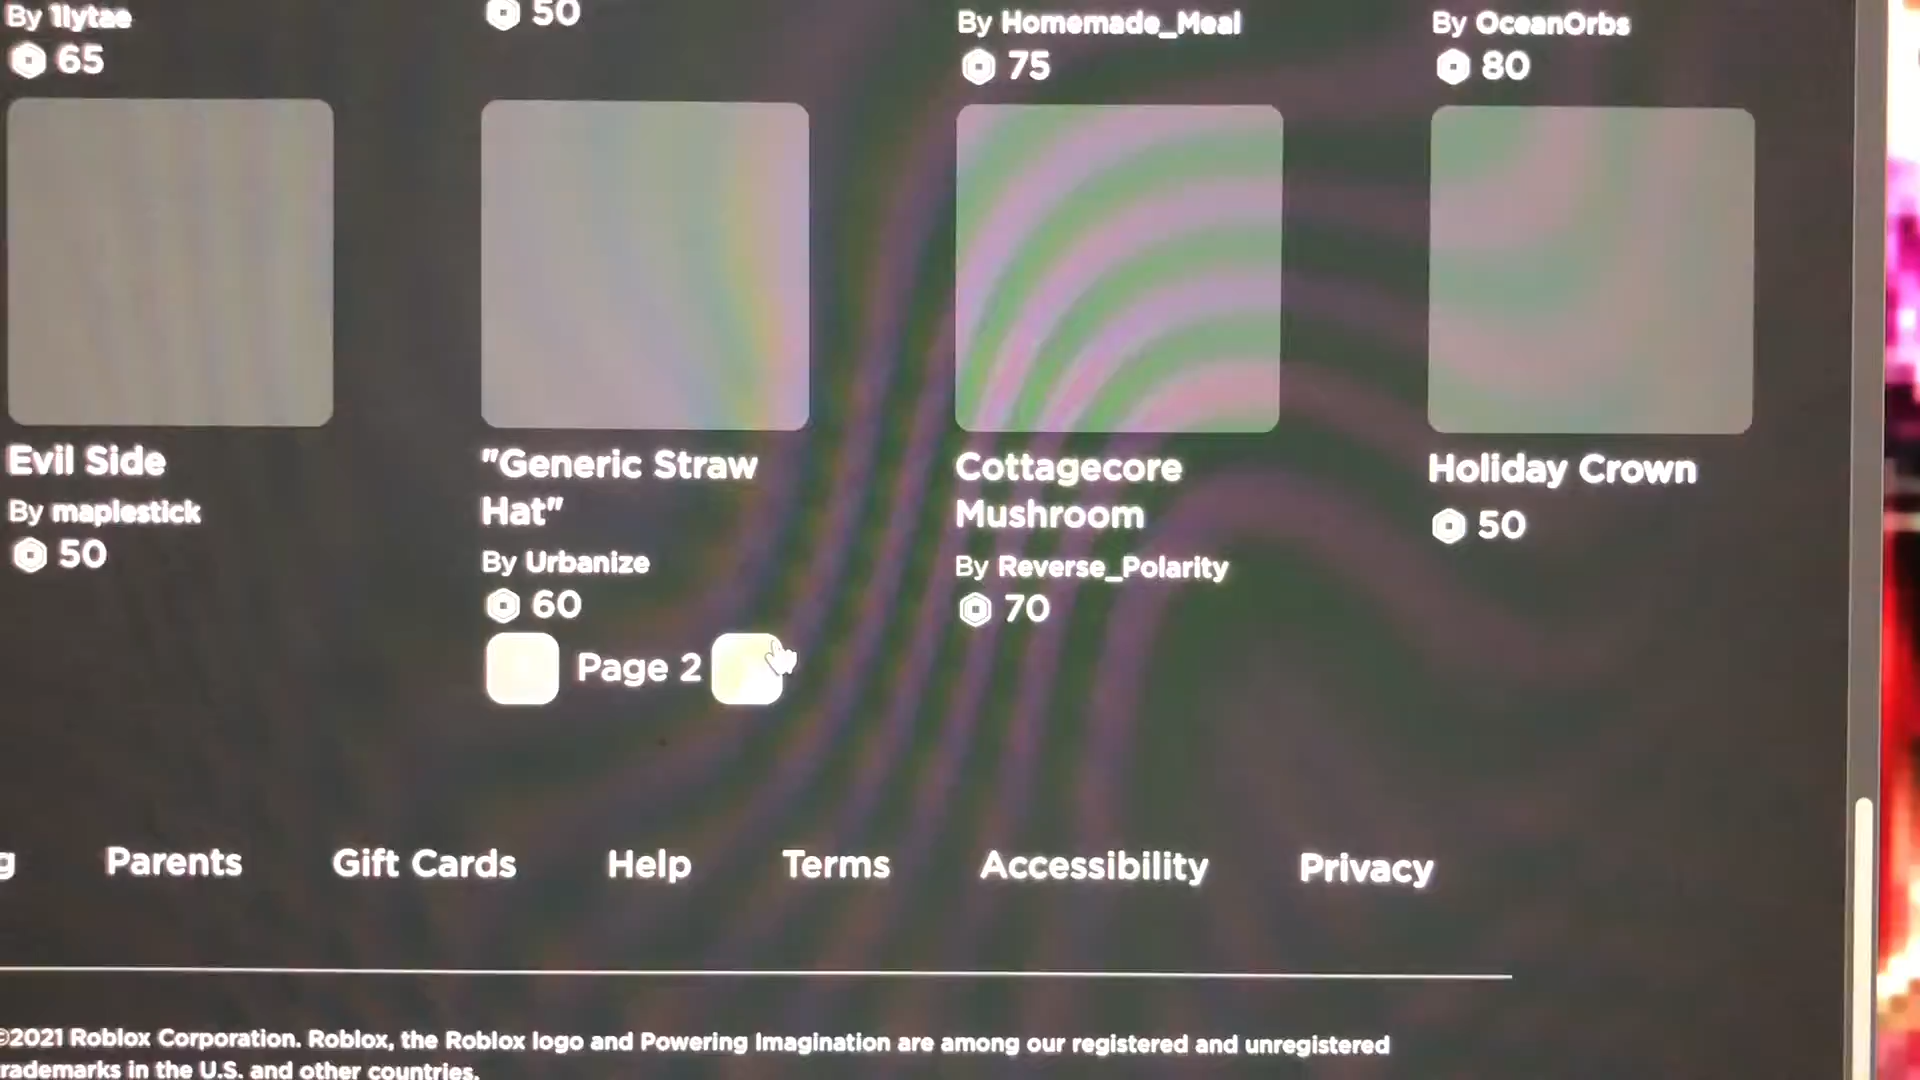 By 1lytae
65
50
By Homemade_Meal
75
By OceanOrbs
80
Evil Side
By maplestick
50
"Generic Straw
Hat"
By Urbanize
60
Cottagecore
Mushroom
By Reverse_Polarity
70
Holiday Crown
50
Page 2
g
Parents
Gift Cards
Help
Terms
Accessibility
Privacy
©2021 Roblox Corporation. Roblox, the Roblox logo and Powering Imagination are among our registered and unregistered
rademarks in the U.S. and other countries.